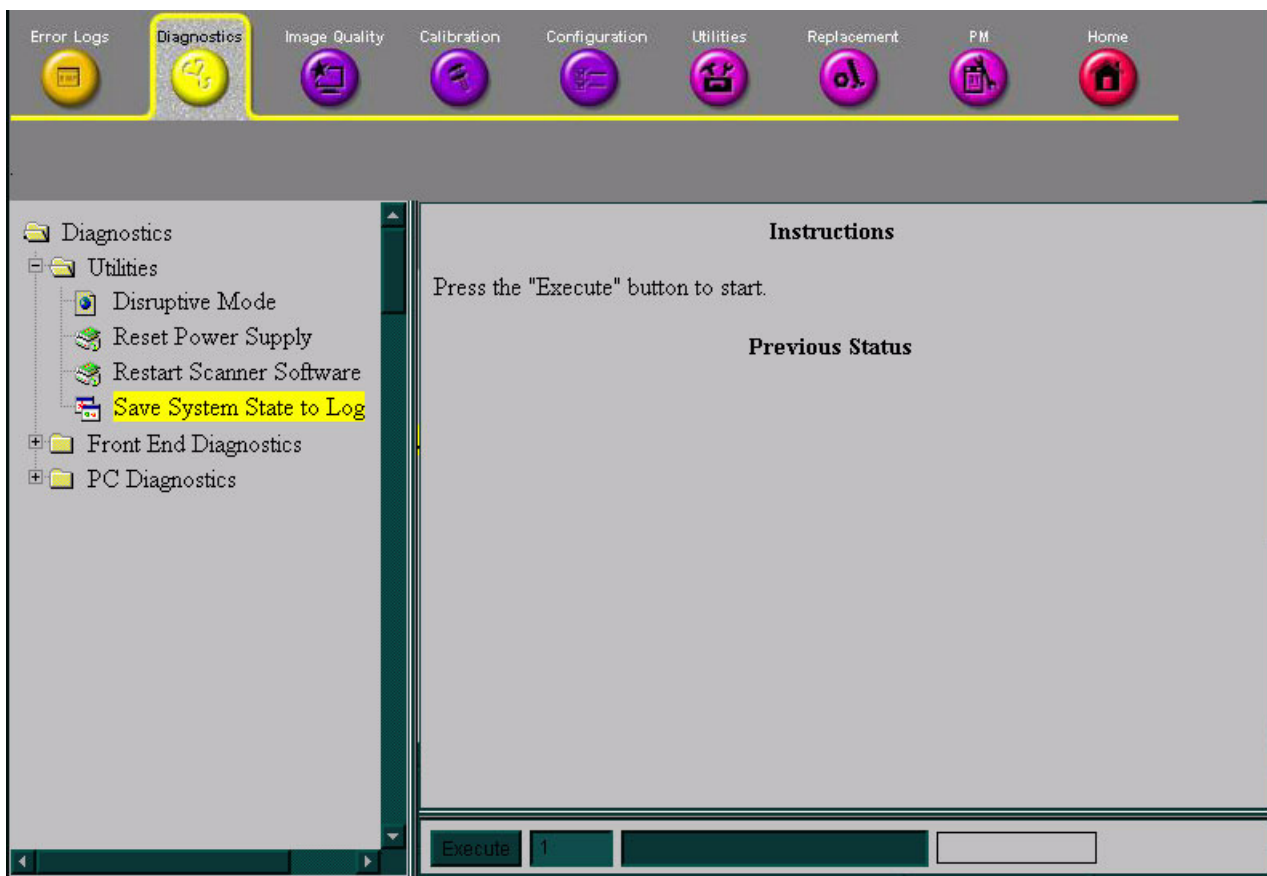 Error Logs Diagnostics Image Quality Calibration Configuration Utilities Replacement PM Home
Diagnostics
Utilities
Disruptive Mode
Reset Power Supply
Restart Scanner Software
Save System State to Log
Front End Diagnostics
PC Diagnostics
Instructions
Press the "Execute" button to start.
Previous Status
Execute 1